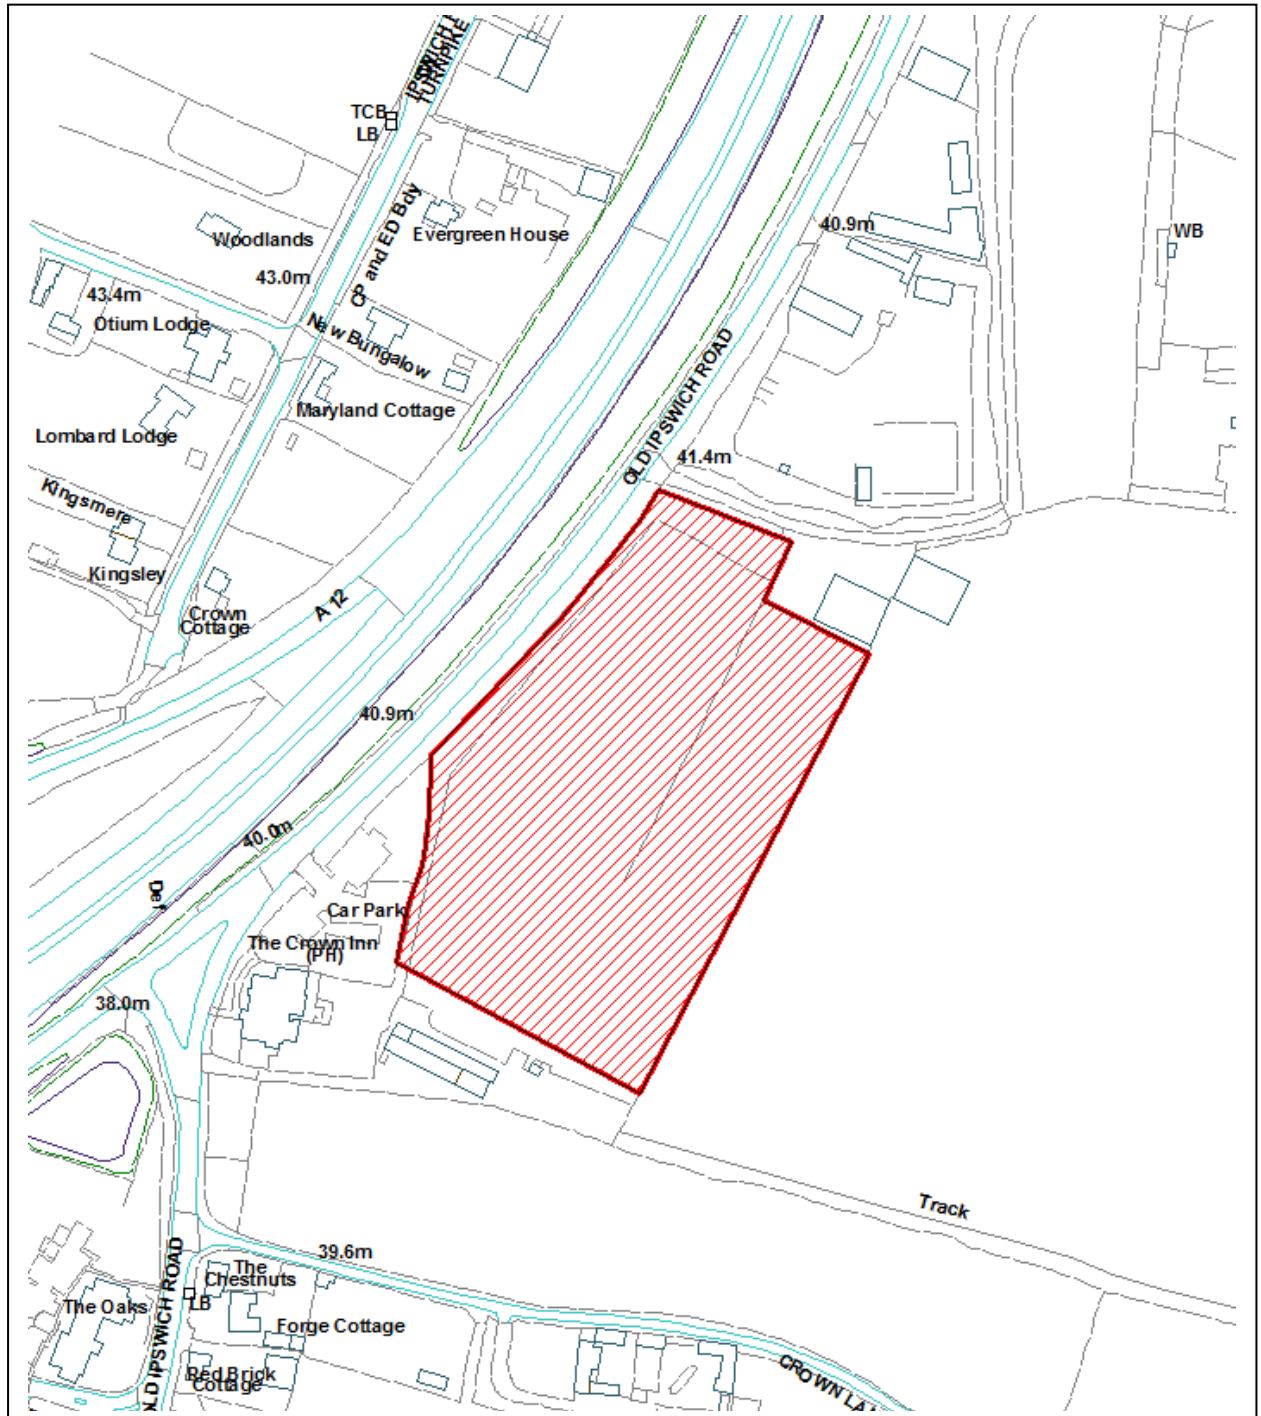 IPSWICH
TURNPIKE
TCB
LB
CP and ED Bdy
Evergreen House
Woodlands
43.0m
40.9m
WB
43.4m
Otium Lodge
New Bungalow
Maryland Cottage
OLD IPSWICH ROAD
Lombard Lodge
41.4m
Kingsmere
Kingsley
A 12
Crown
Cottage
40.9m
40.0m
Def
Car Park
The Crown Inn
(PH)
38.0m
Track
39.6m
The
Chestnuts
LB
The Oaks
OLD IPSWICH ROAD
Forge Cottage
Red Brick
Cottage
CROWN LA